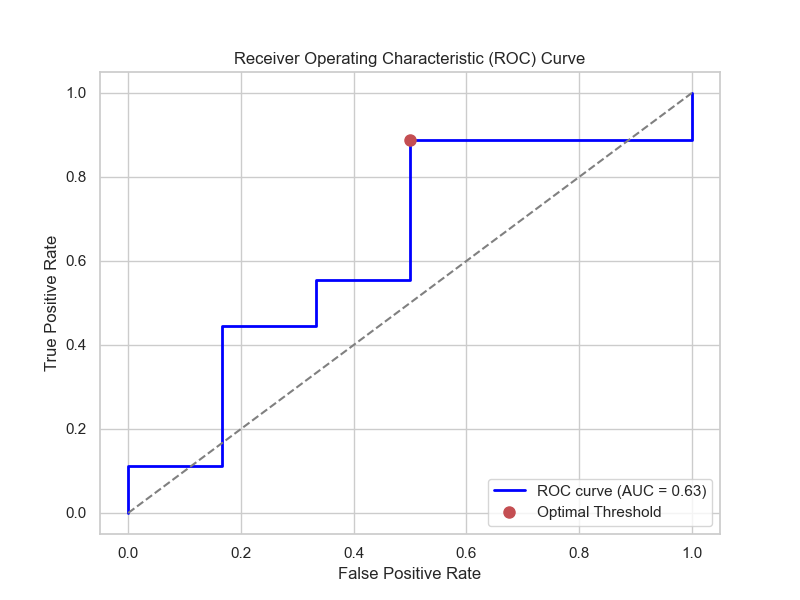 Receiver Operating Characteristic (ROC) Curve
True Positive Rate
1.0
0.8
0.6
0.4
0.2
0.0
ROC curve (AUC = 0.63)
Optimal Threshold
0.0 0.2 0.4 0.6 0.8 1.0
False Positive Rate